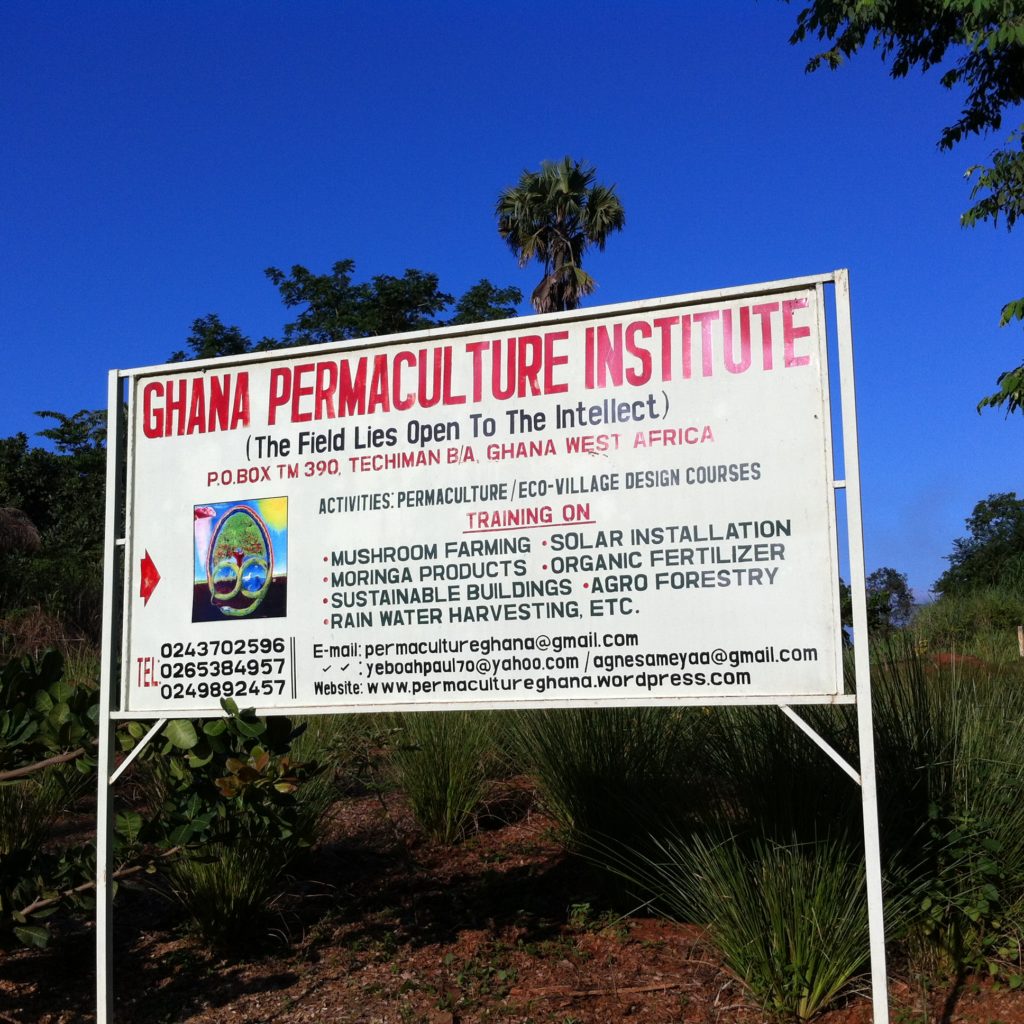 GHANA PERMACULTURE INSTITUTE
(The Field Lies Open To The Intellect)
P.O.BOX TM 390, TECHIMAN B/A, GHANA WEST AFRICA
ACTIVITIES: PERMACULTURE/ECO-VILLAGE DESIGN COURSES
TRAINING ON
•MUSHROOM FARMING •SOLAR INSTALLATION
•MORINGA PRODUCTS •ORGANIC FERTILIZER
•SUSTAINABLE BUILDINGS •AGRO FORESTRY
•RAIN WATER HARVESTING, ETC.
TEL: 0243702596
0265384957
0249892457
E-mail: permacultureghana@gmail.com
✓ ✓ : yeboahpaul70@yahoo.com / agnesameyaa@gmail.com
Website: www.permacultureghana.wordpress.com